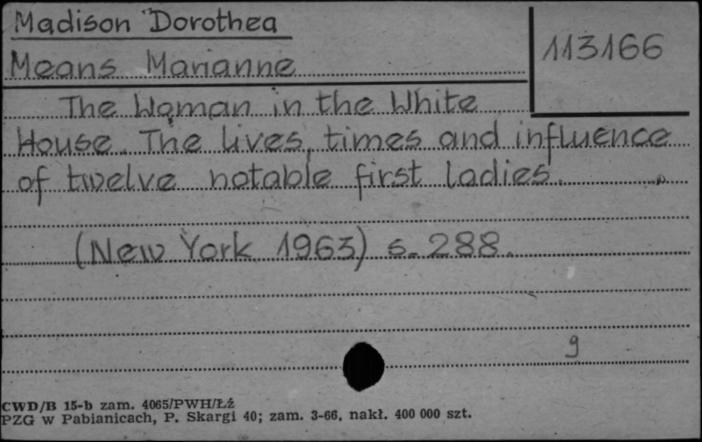 Madison Dorothea
Means Marianne
113166
The Woman in the White
House. The lives, times and influence
of twelve notable first ladies.
(New York 1963) s. 288.
g
CWD/B 15-b zam. 4065/PWH/Łź
PZG w Pabianicach, P. Skargi 40; zam. 3-66, nakł. 400 000 szt.